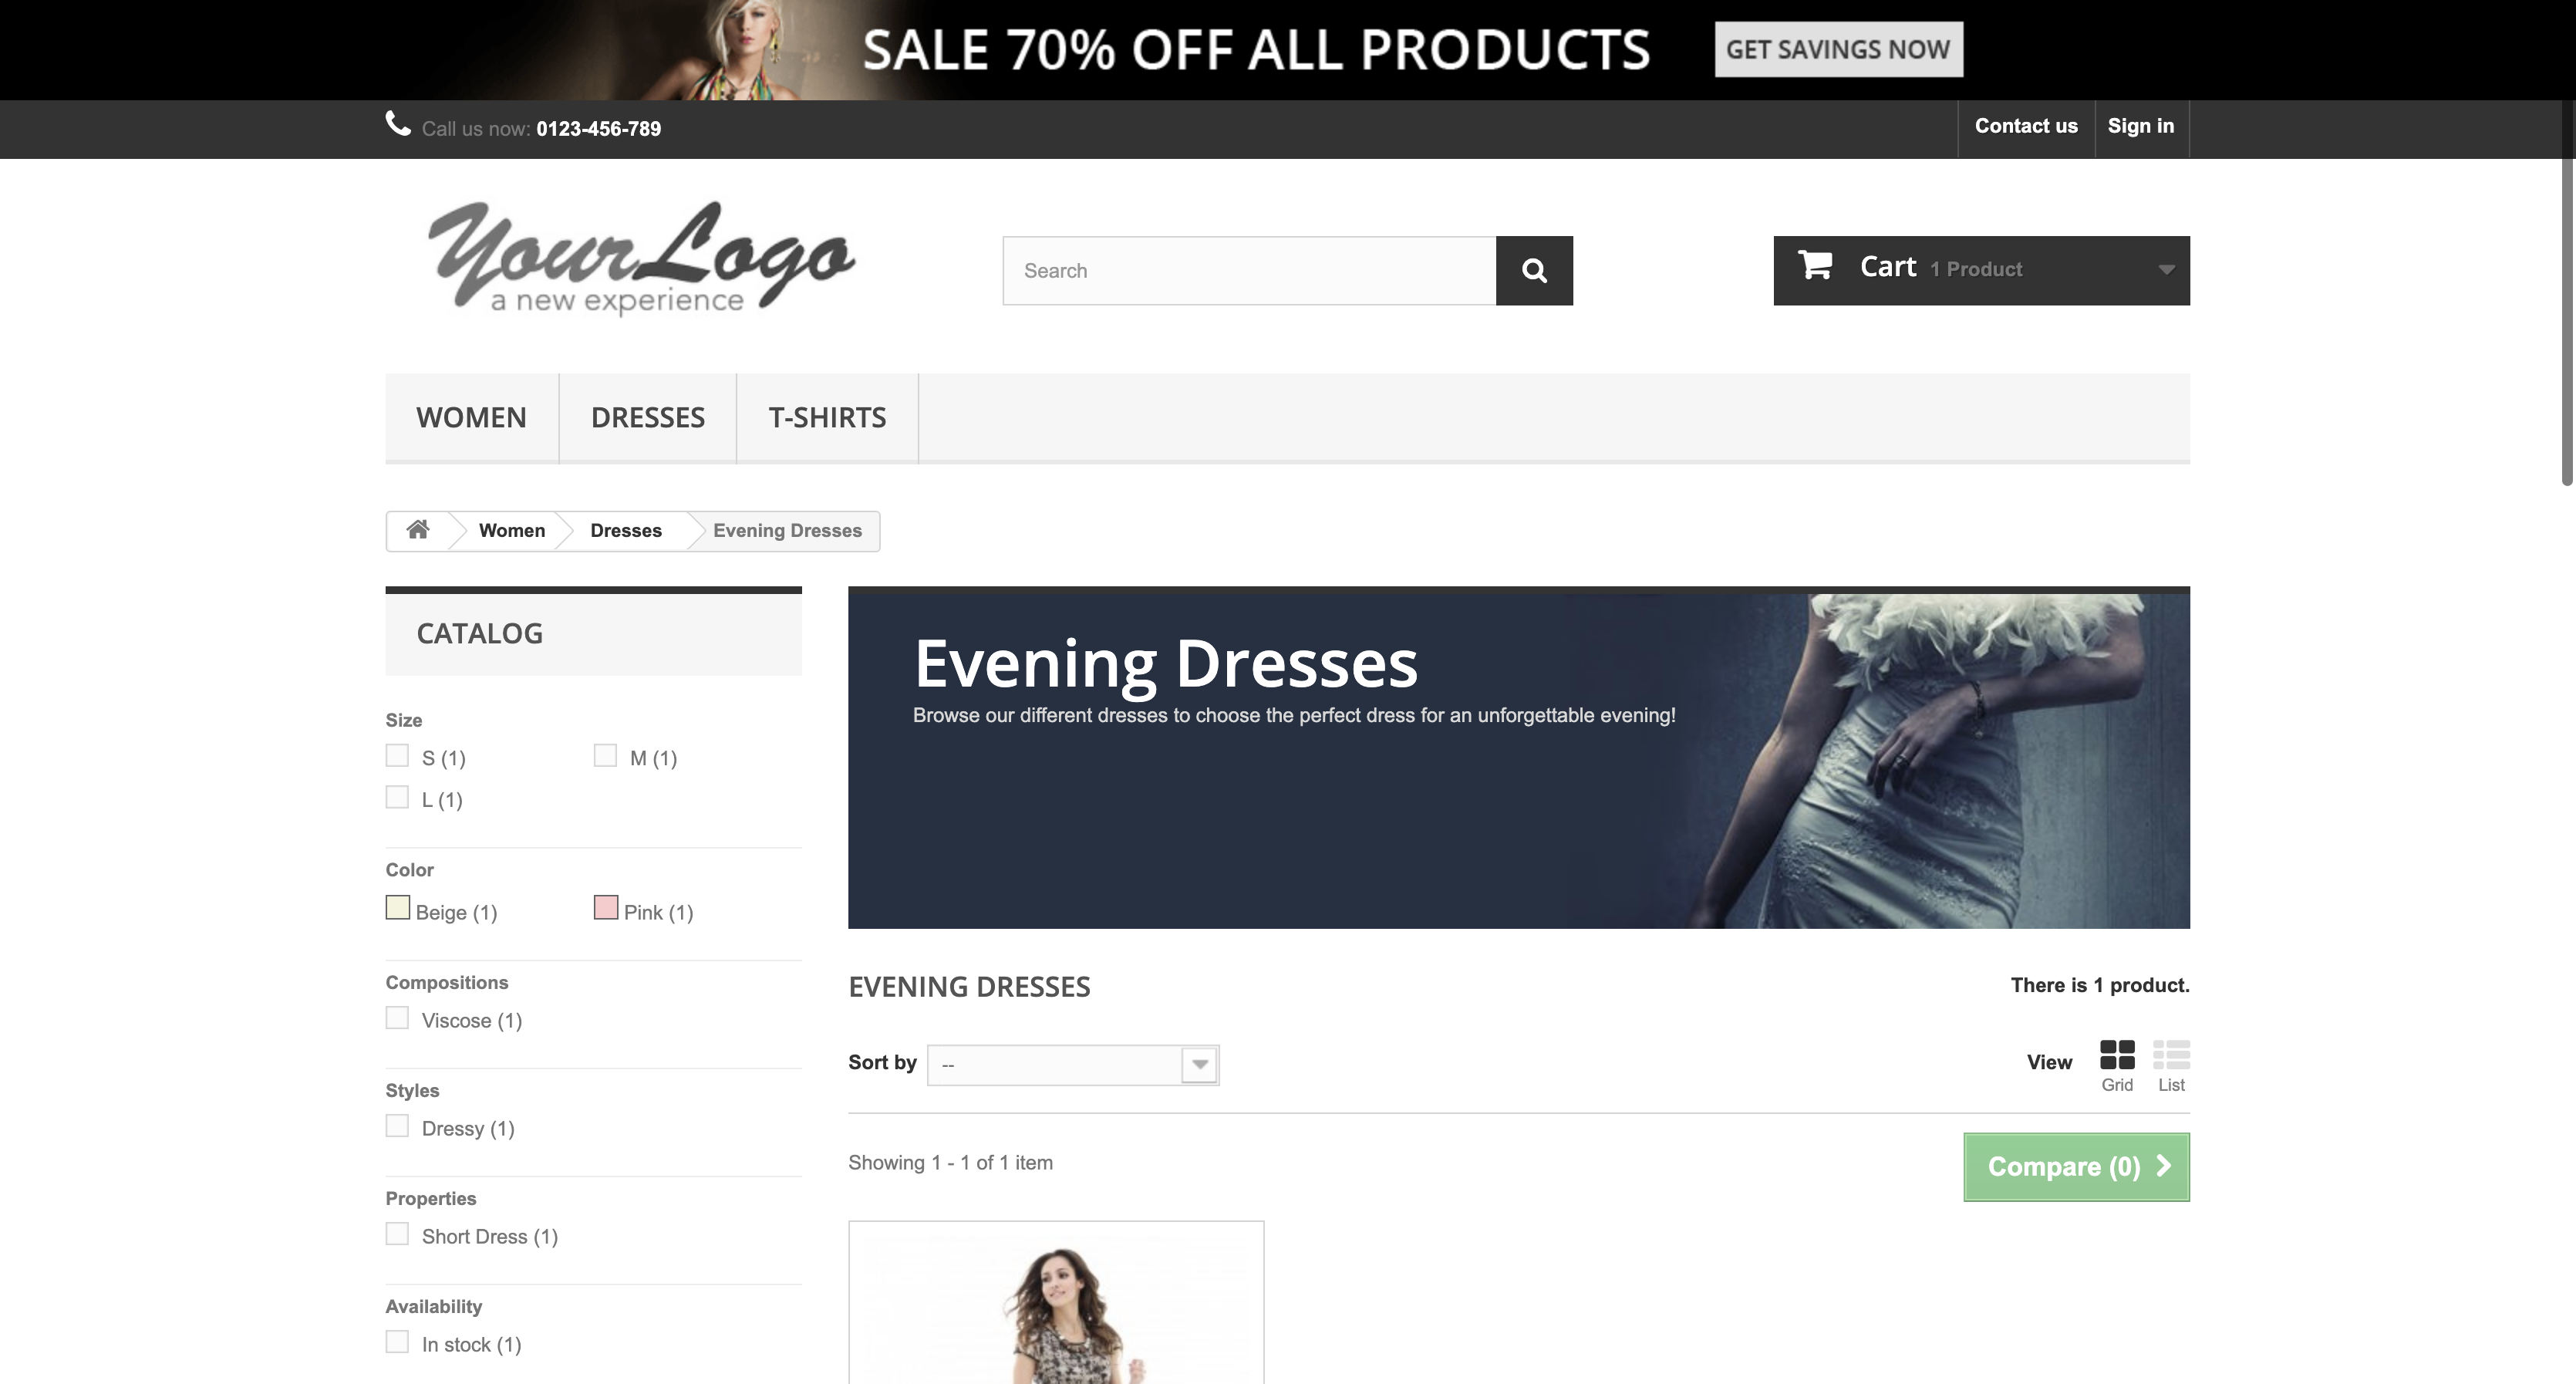 SALE 70% OFF ALL PRODUCTS
GET SAVINGS NOW
Call us now: 0123-456-789
Contact us
Sign in
Your Logo
a new experience
Search
Cart 1 Product
WOMEN
DRESSES
T-SHIRTS
Women
Dresses
Evening Dresses
CATALOG
Size
S (1)
M (1)
L (1)
Color
Beige (1)
Pink (1)
Compositions
Viscose (1)
Styles
Dressy (1)
Properties
Short Dress (1)
Availability
In stock (1)
Evening Dresses
Browse our different dresses to choose the perfect dress for an unforgettable evening!
EVENING DRESSES
There is 1 product.
Sort by
--
View
Grid
List
Showing 1 - 1 of 1 item
Compare (0)